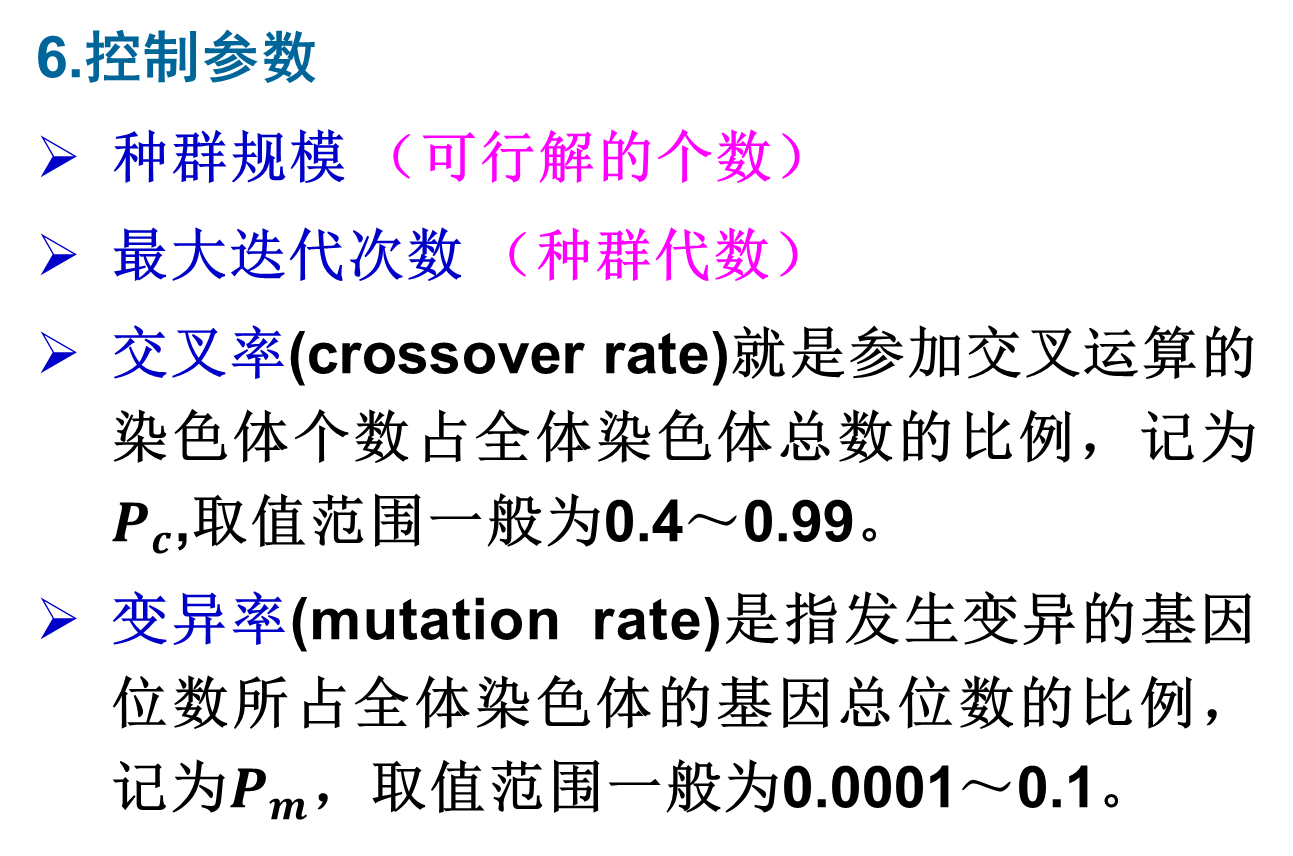 6.控制参数
➢ 种群规模（可行解的个数）
➢ 最大迭代次数（种群代数）
➢ 交叉率(crossover rate)就是参加交叉运算的
染色体个数占全体染色体总数的比例，记为
P_c,取值范围一般为0.4～0.99。
➢ 变异率(mutation rate)是指发生变异的基因
位数所占全体染色体的基因总位数的比例，
记为P_m，取值范围一般为0.0001～0.1。